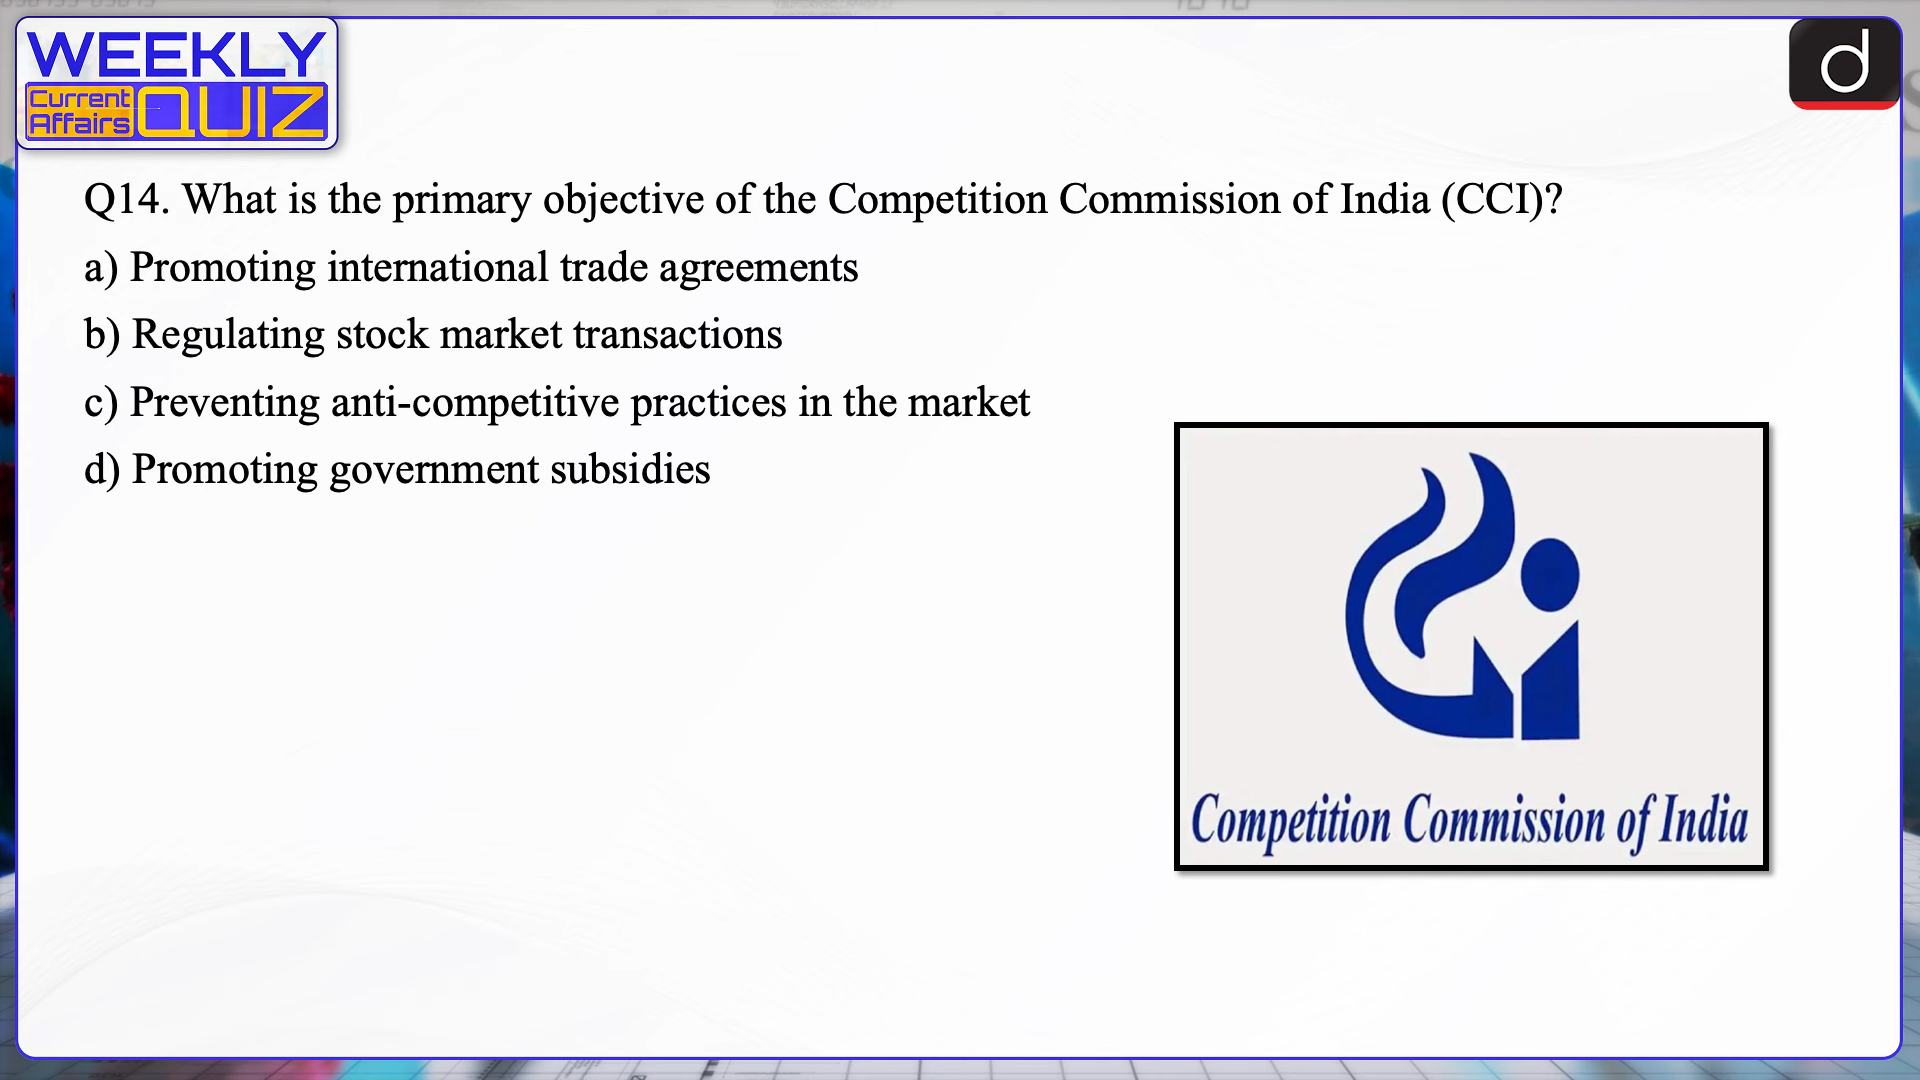 WEEKLY
Current
Affairs
QUIZ
d
Q14. What is the primary objective of the Competition Commission of India (CCI)?
a) Promoting international trade agreements
b) Regulating stock market transactions
c) Preventing anti-competitive practices in the market
d) Promoting government subsidies
Competition Commission of India